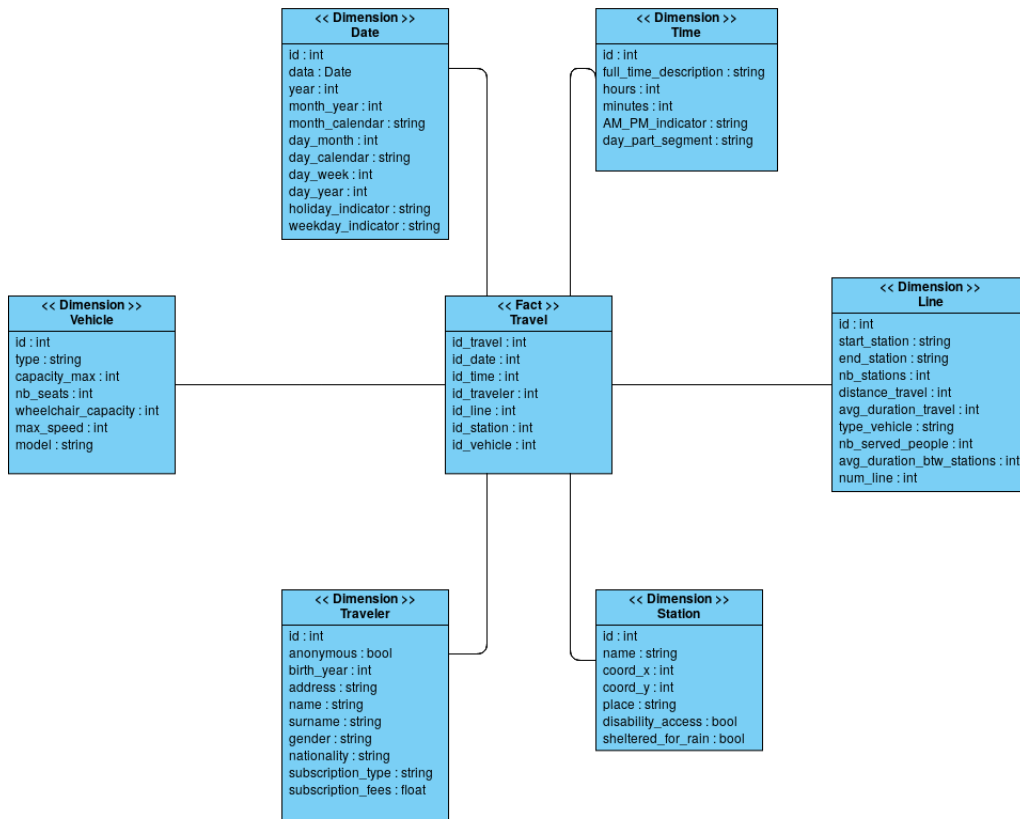 << Dimension >>
Date
id : int
data : Date
year : int
month_year : int
month_calendar : string
day_month : int
day_calendar : string
day_week : int
day_year : int
holiday_indicator : string
weekday_indicator : string
<< Dimension >>
Time
id : int
full_time_description : string
hours : int
minutes : int
AM_PM_indicator : string
day_part_segment : string
<< Dimension >>
Vehicle
id : int
type : string
capacity_max : int
nb_seats : int
wheelchair_capacity : int
max_speed : int
model : string
<< Fact >>
Travel
id_travel : int
id_date : int
id_time : int
id_traveler : int
id_line : int
id_station : int
id_vehicle : int
<< Dimension >>
Line
id : int
start_station : string
end_station : string
nb_stations : int
distance_travel : int
avg_duration_travel : int
type_vehicle : string
nb_served_people : int
avg_duration_btw_stations : int
num_line : int
<< Dimension >>
Traveler
id : int
anonymous : bool
birth_year : int
address : string
name : string
surname : string
gender : string
nationality : string
subscription_type : string
subscription_fees : float
<< Dimension >>
Station
id : int
name : string
coord_x : int
coord_y : int
place : string
disability_access : bool
sheltered_for_rain : bool